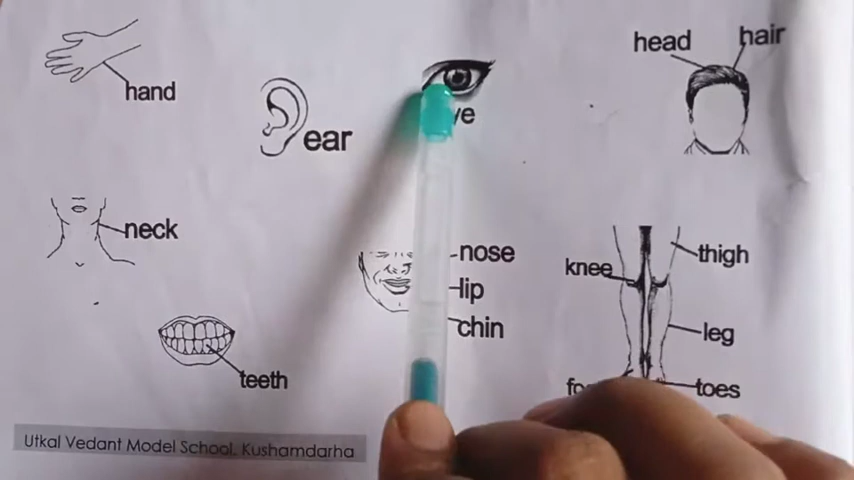 head
hair
hand
ear
neck
nose
knee
thigh
lip
chin
leg
teeth
toes
Utkal Vedant Model School, Kushamdarha